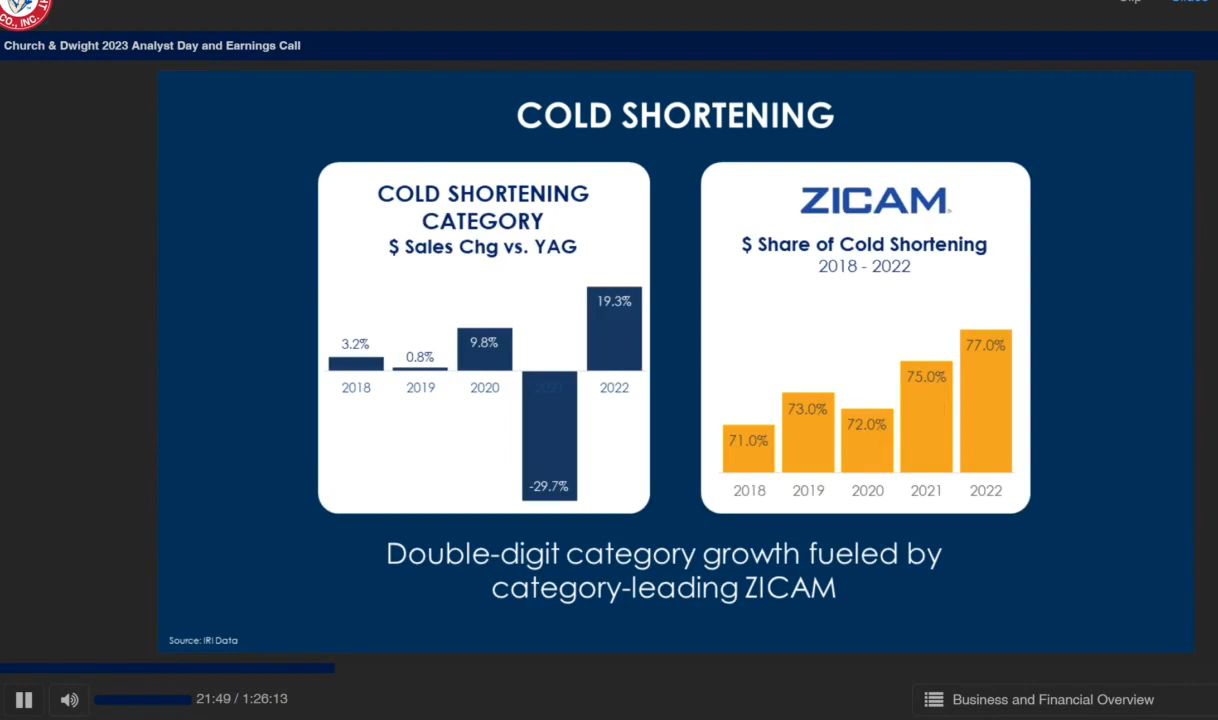 CO., INC.
Church & Dwight 2023 Analyst Day and Earnings Call
COLD SHORTENING
COLD SHORTENING
CATEGORY
$ Sales Chg vs. YAG
3.2%
0.8%
9.8%
19.3%
2018
2019
2020
2021
2022
-29.7%
ZICAM
$ Share of Cold Shortening
2018 - 2022
71.0%
73.0%
72.0%
75.0%
77.0%
2018
2019
2020
2021
2022
Double-digit category growth fueled by
category-leading ZICAM
Source: IRI Data
21:49 / 1:26:13
Business and Financial Overview